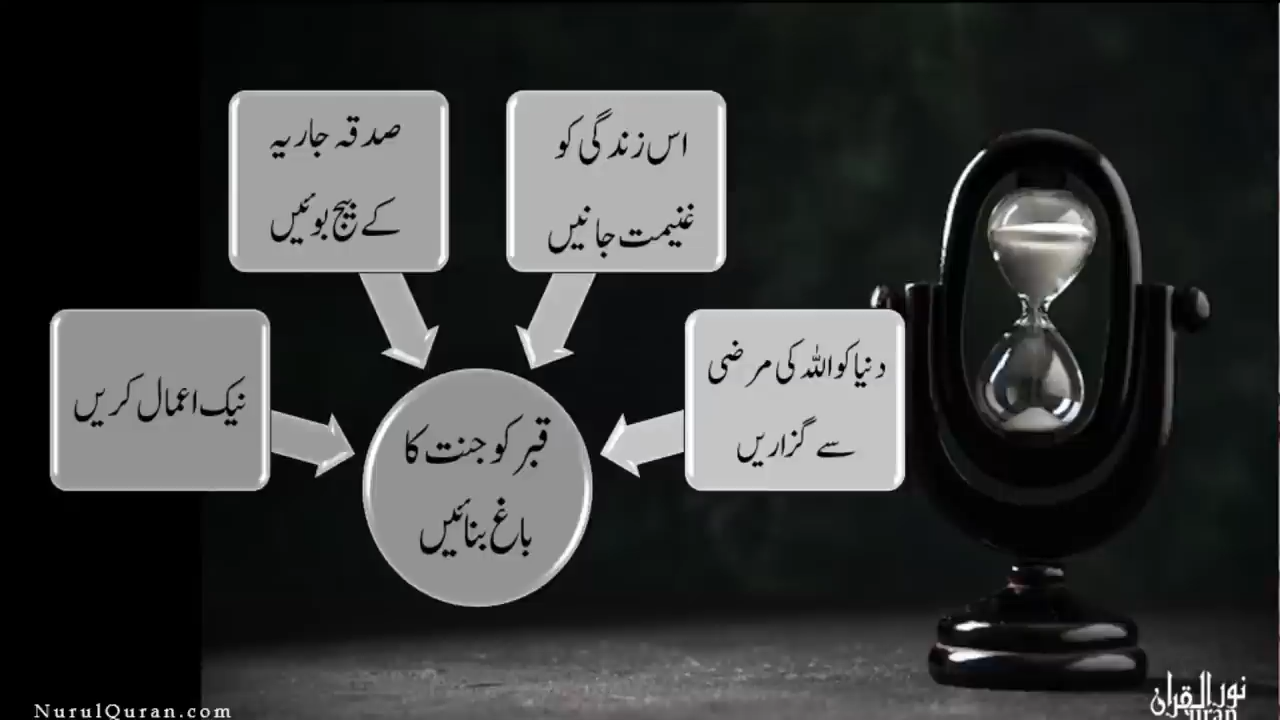 اس زندگی کو
غنیمت جانیں
صدقہ جاریہ
کے بیج بوئیں
دنیا کو اللہ کی مرضی
سے گزاریں
نیک اعمال کریں
قبر کو جنت کا
باغ بنائیں
NurulQuran.com
نور القرآن
uran